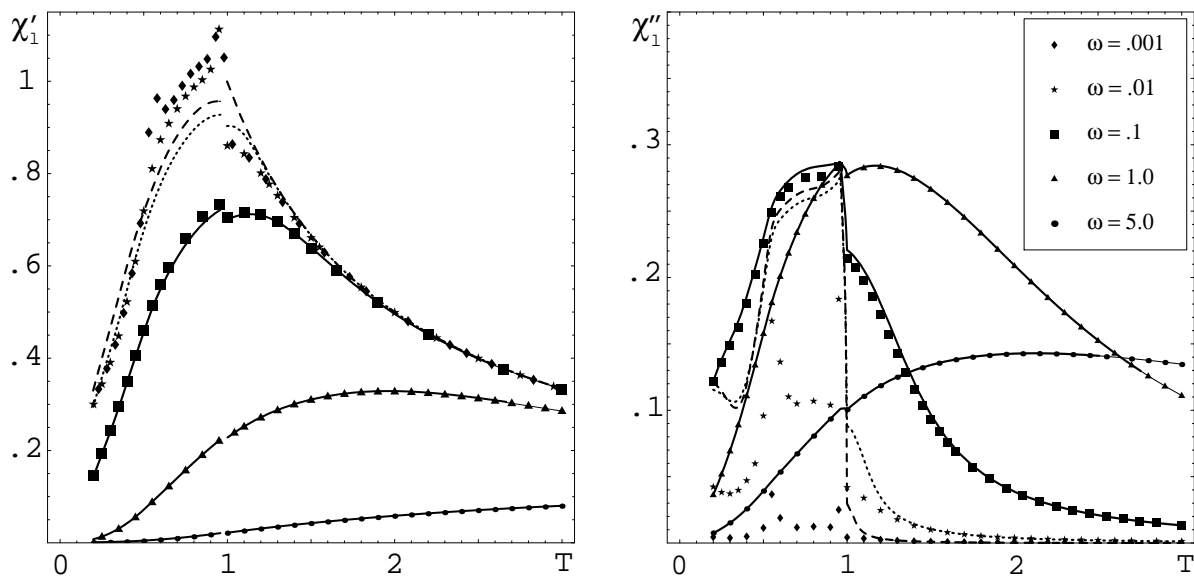 χ′₁
1
.8
.6
.4
.2
0
1
2
T
χ″₁
.3
.2
.1
0
1
2
T
ω = .001
ω = .01
ω = .1
ω = 1.0
ω = 5.0